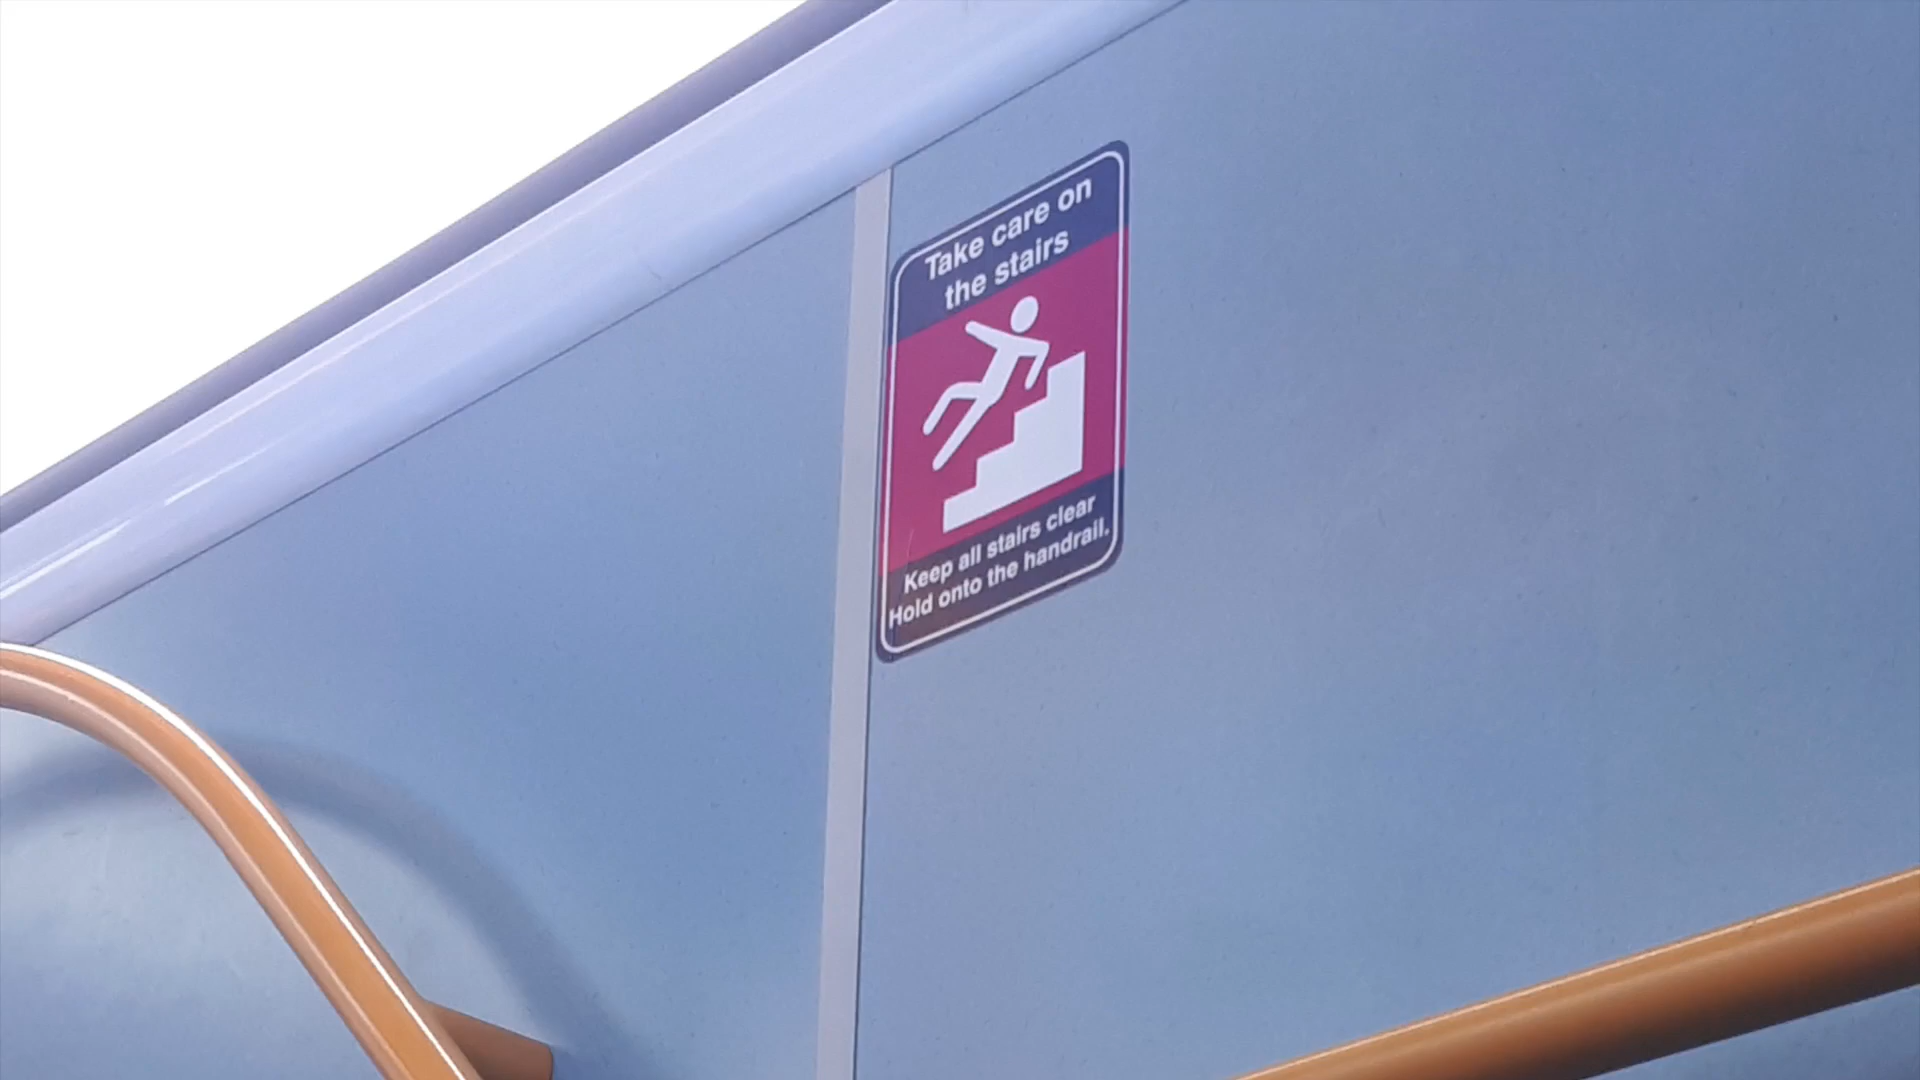 Take care on
the stairs
Keep all stairs clear
Hold onto the handrail.